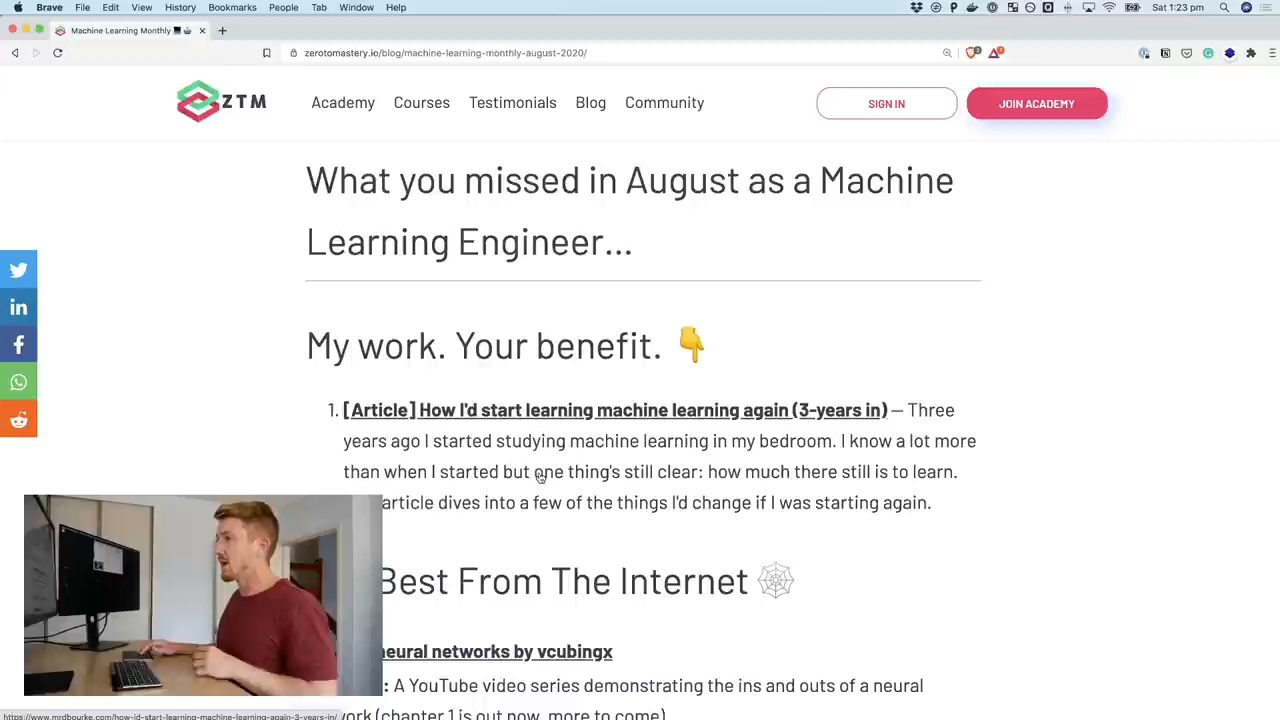 Brave File Edit View History Bookmarks People Tab Window Help Sat 1:23 pm
Machine Learning Monthly
zerotomastery.io/blog/machine-learning-monthly-august-2020/
ZTM Academy Courses Testimonials Blog Community SIGN IN JOIN ACADEMY
What you missed in August as a Machine
Learning Engineer...
My work. Your benefit.
1. [Article] How I'd start learning machine learning again (3-years in) — Three
years ago I started studying machine learning in my bedroom. I know a lot more
than when I started but one thing's still clear: how much there still is to learn.
article dives into a few of the things I'd change if I was starting again.
Best From The Internet
neural networks by vcubingx
: A YouTube video series demonstrating the ins and outs of a neural
work (chapter 1 is out now, more to come)
https://www.mrdbourke.com/how-id-start-learning-machine-learning-again-3-years-in/